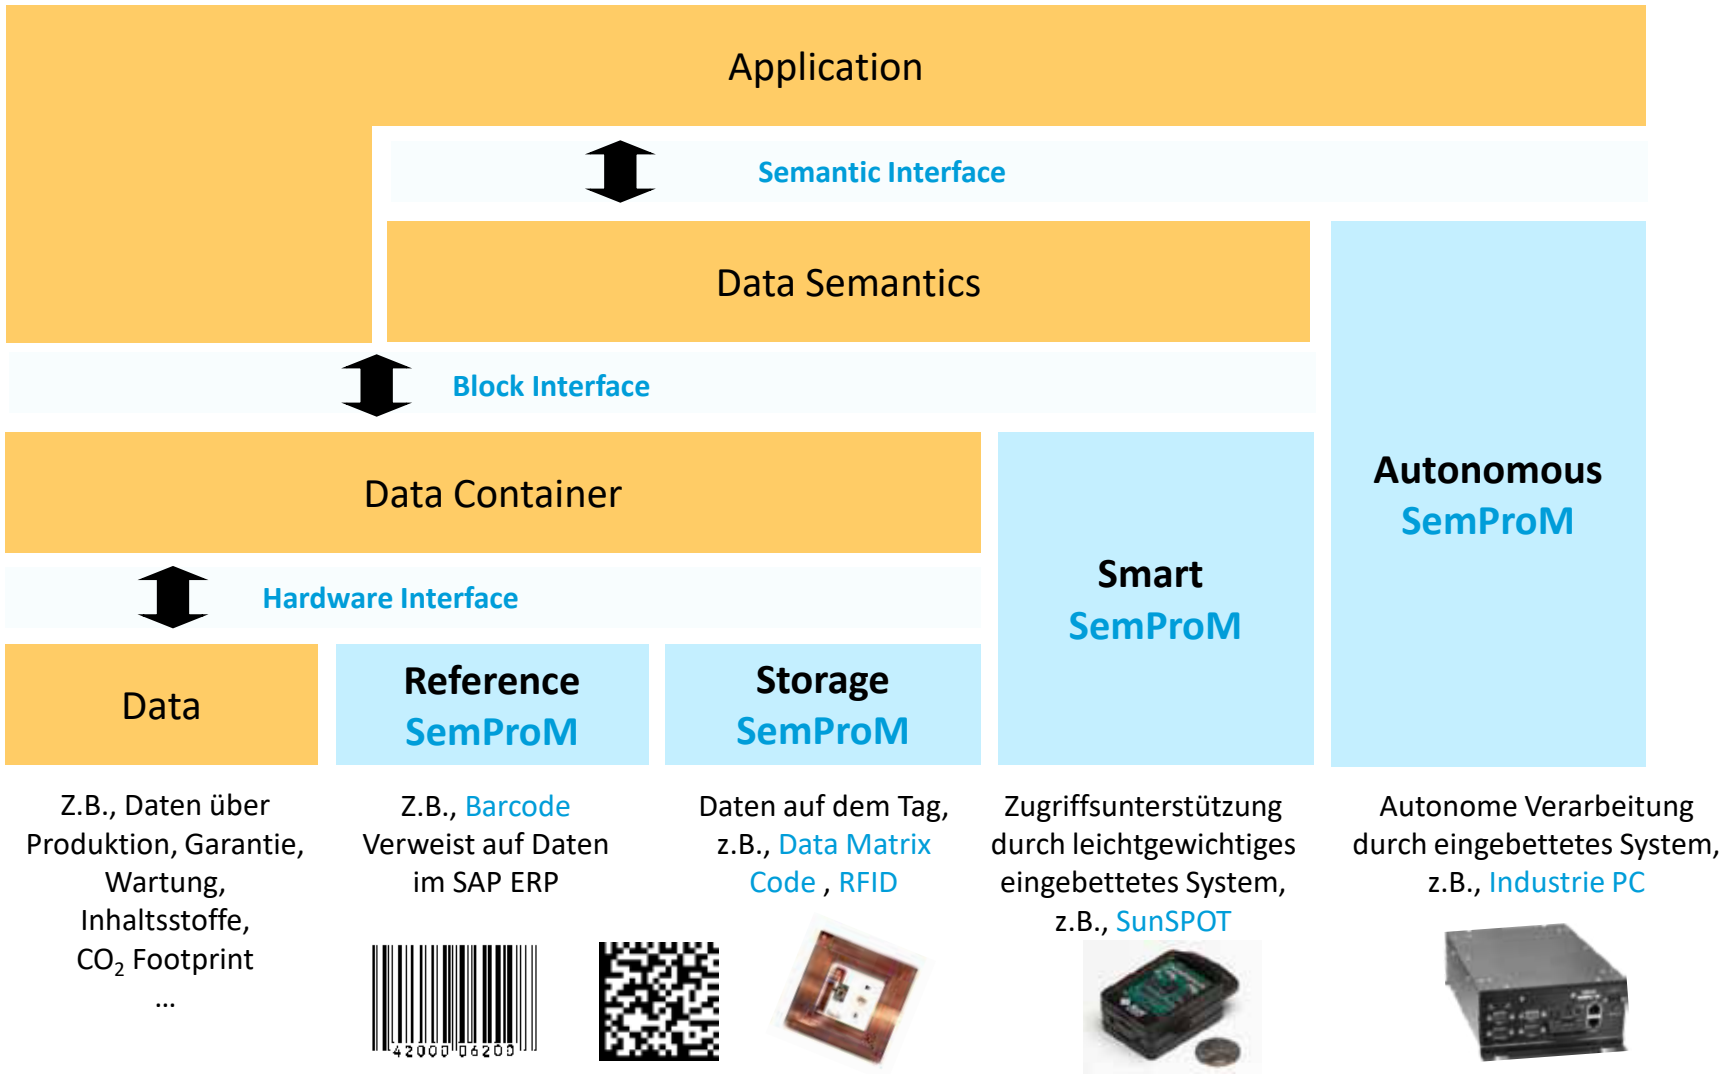 Application
Semantic Interface
Data Semantics
Block Interface
Data Container
Autonomous
SemProM
Hardware Interface
Smart
SemProM
Data
Reference
SemProM
Storage
SemProM
Z.B., Daten über
Produktion, Garantie,
Wartung,
Inhaltsstoffe,
CO₂ Footprint
...
Z.B., Barcode
Verweist auf Daten
im SAP ERP
Daten auf dem Tag,
z.B., Data Matrix
Code , RFID
Zugriffsunterstützung
durch leichtgewichtiges
eingebettetes System,
z.B., SunSPOT
Autonome Verarbeitung
durch eingebettetes System,
z.B., Industrie PC
42000 06200